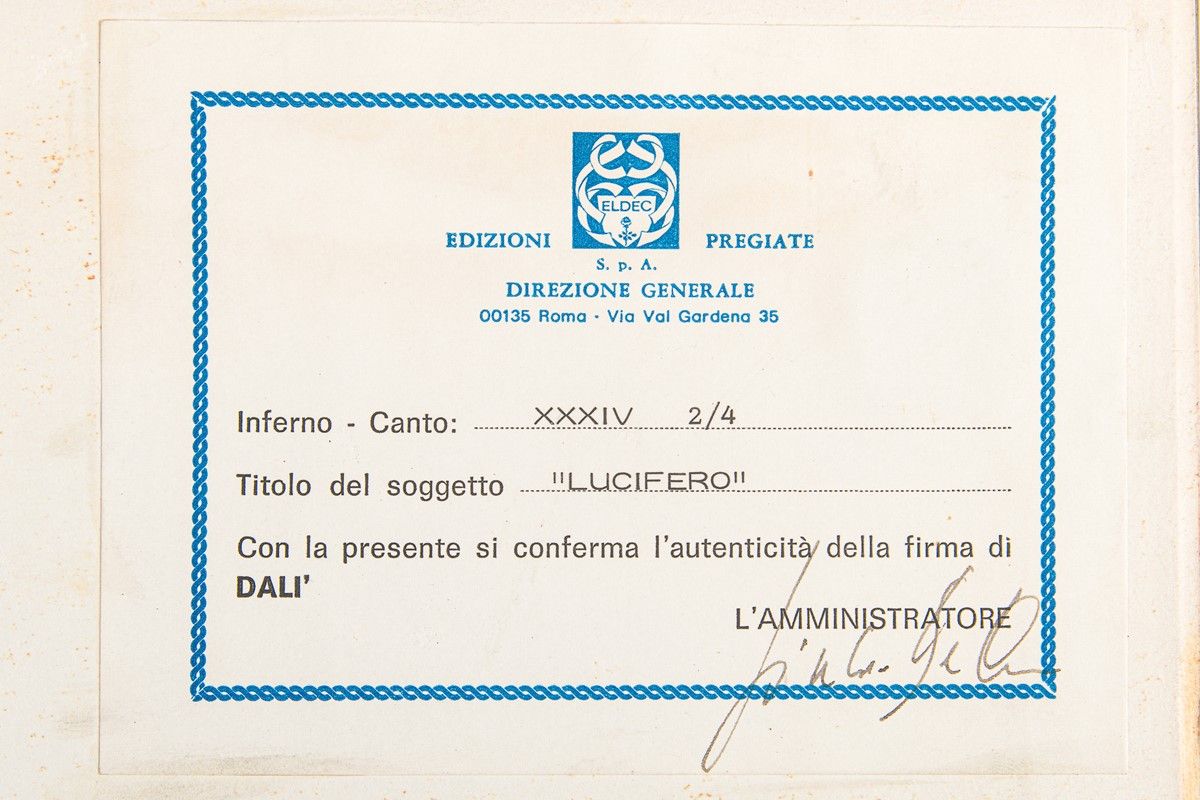 ELDEC
EDIZIONI PREGIATE
S. p. A.
DIREZIONE GENERALE
00135 Roma · Via Val Gardena 35
Inferno - Canto: XXXIV 2/4
Titolo del soggetto "LUCIFERO"
Con la presente si conferma l'autenticità della firma di
DALI'
L'AMMINISTRATORE